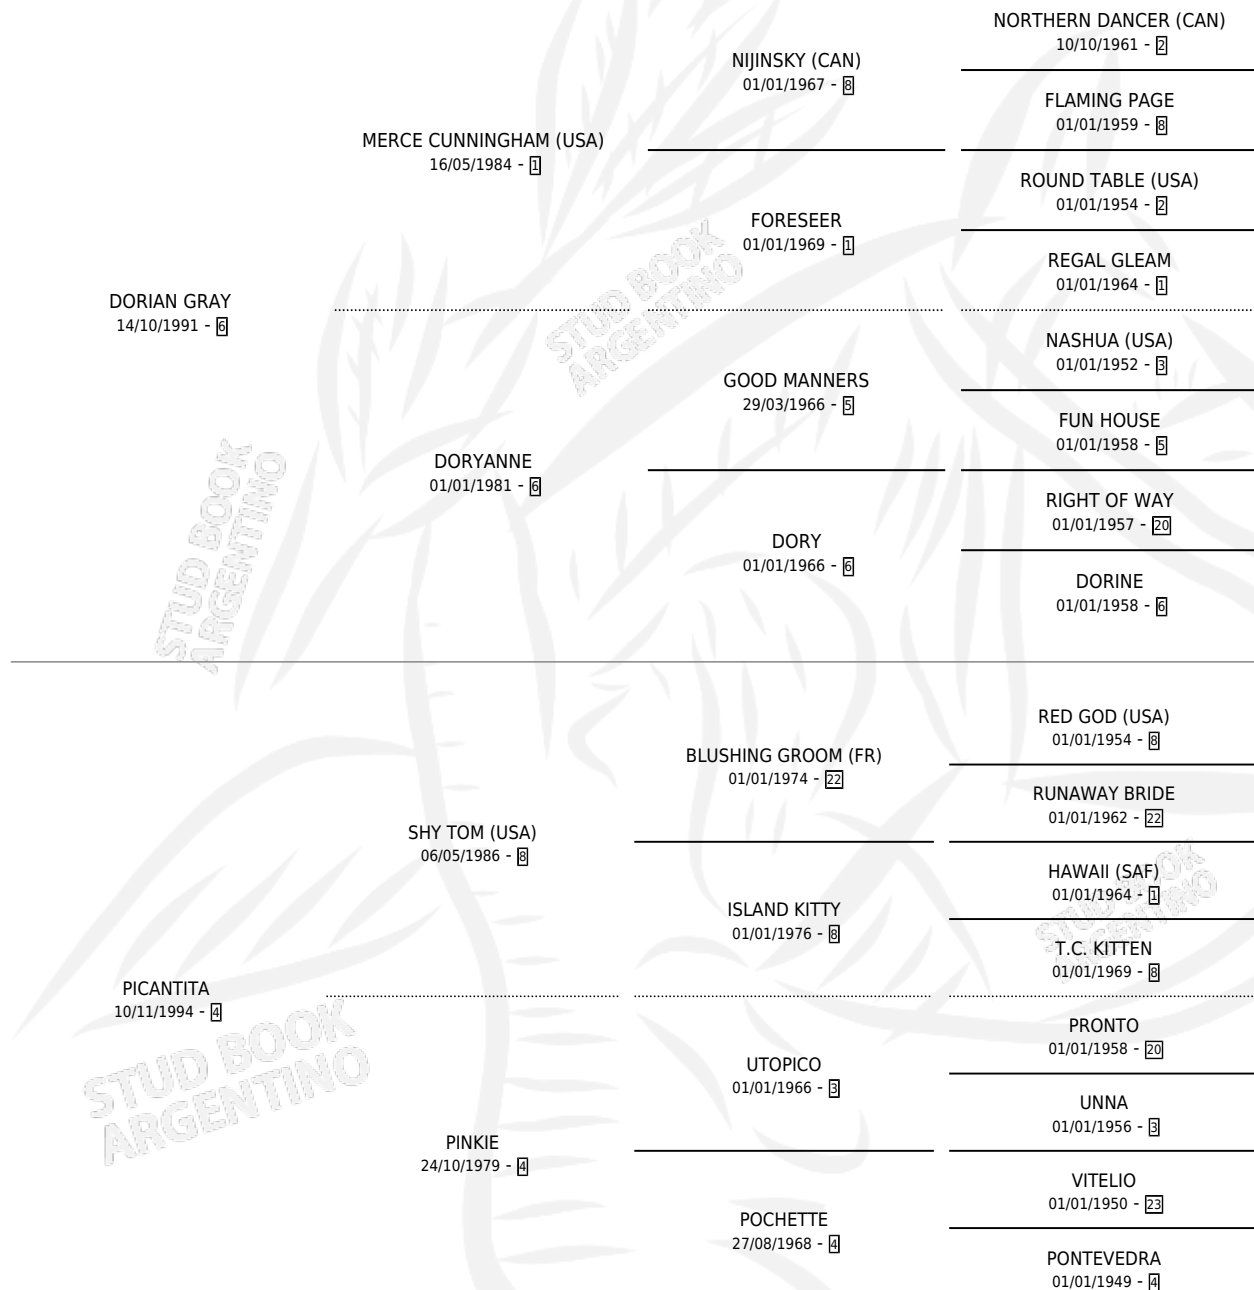 NORTHERN DANCER (CAN)
10/10/1961 - 2
NIJINSKY (CAN)
01/01/1967 - 8
FLAMING PAGE
01/01/1959 - 8
MERCE CUNNINGHAM (USA)
16/05/1984 - 1
ROUND TABLE (USA)
01/01/1954 - 2
FORESEER
01/01/1969 - 1
REGAL GLEAM
01/01/1964 - 1
DORIAN GRAY
14/10/1991 - 6
NASHUA (USA)
01/01/1952 - 3
GOOD MANNERS
29/03/1966 - 5
FUN HOUSE
01/01/1958 - 5
DORYANNE
01/01/1981 - 6
RIGHT OF WAY
01/01/1957 - 20
DORY
01/01/1966 - 6
DORINE
01/01/1958 - 6
RED GOD (USA)
01/01/1954 - 8
BLUSHING GROOM (FR)
01/01/1974 - 22
RUNAWAY BRIDE
01/01/1962 - 22
SHY TOM (USA)
06/05/1986 - 8
HAWAII (SAF)
01/01/1964 - 1
ISLAND KITTY
01/01/1976 - 8
T.C. KITTEN
01/01/1969 - 8
PICANTITA
10/11/1994 - 4
PRONTO
01/01/1958 - 20
UTOPICO
01/01/1966 - 3
UNNA
01/01/1956 - 3
PINKIE
24/10/1979 - 4
VITELIO
01/01/1950 - 23
POCHETTE
27/08/1968 - 4
PONTEVEDRA
01/01/1949 - 4
STUD BOOK
ARGENTINO
STUD BOOK
ARGENTINO
STUD BOOK
ARGENTINO
STUD BOOK
ARGENTINO